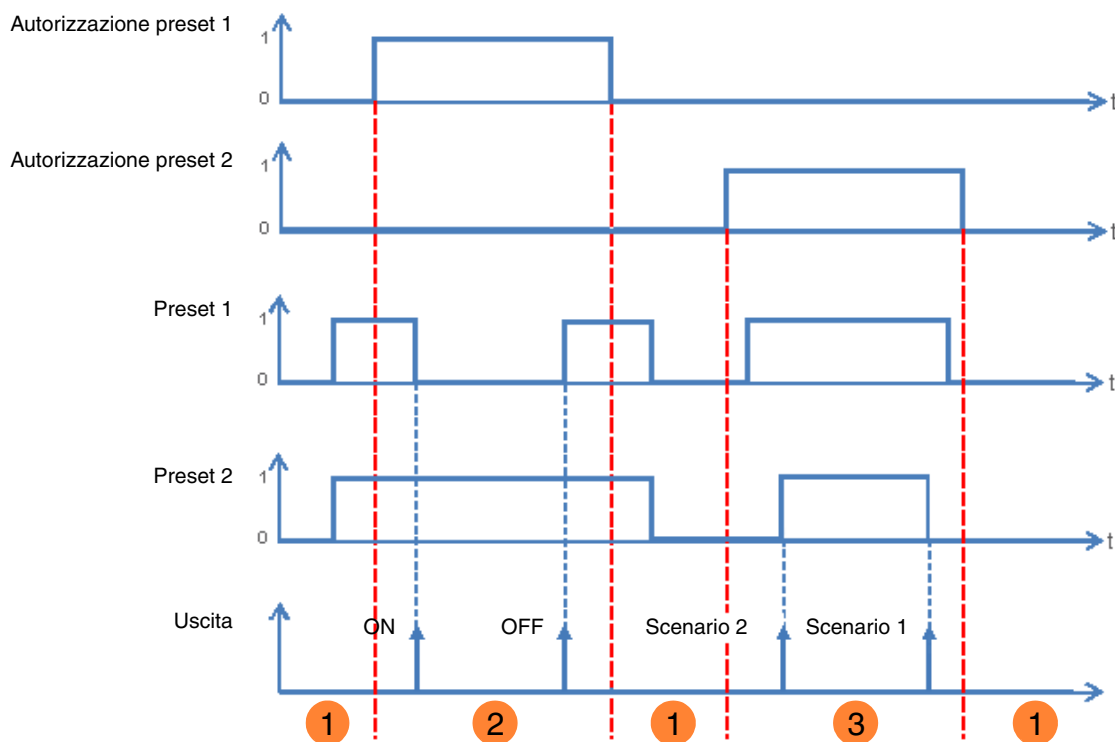 Autorizzazione preset 1
1
0
t
Autorizzazione preset 2
1
0
t
Preset 1
1
0
t
Preset 2
1
0
t
Uscita
ON
OFF
Scenario 2
Scenario 1
1
2
1
3
1